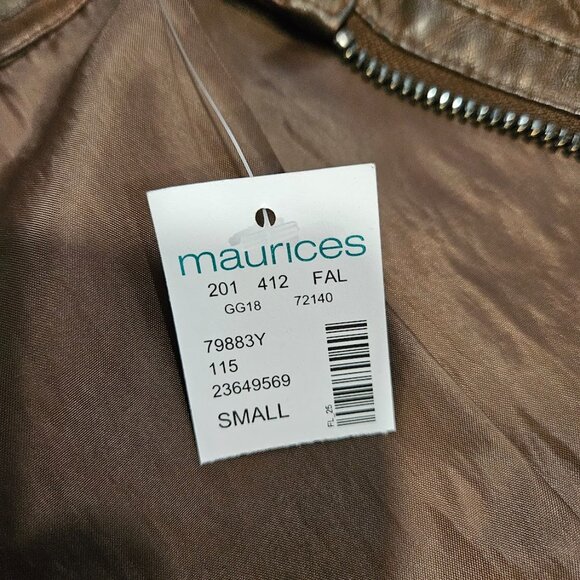 maurices
201 412 FAL
GG18 72140
79883Y
115
23649569
SMALL
FL 25